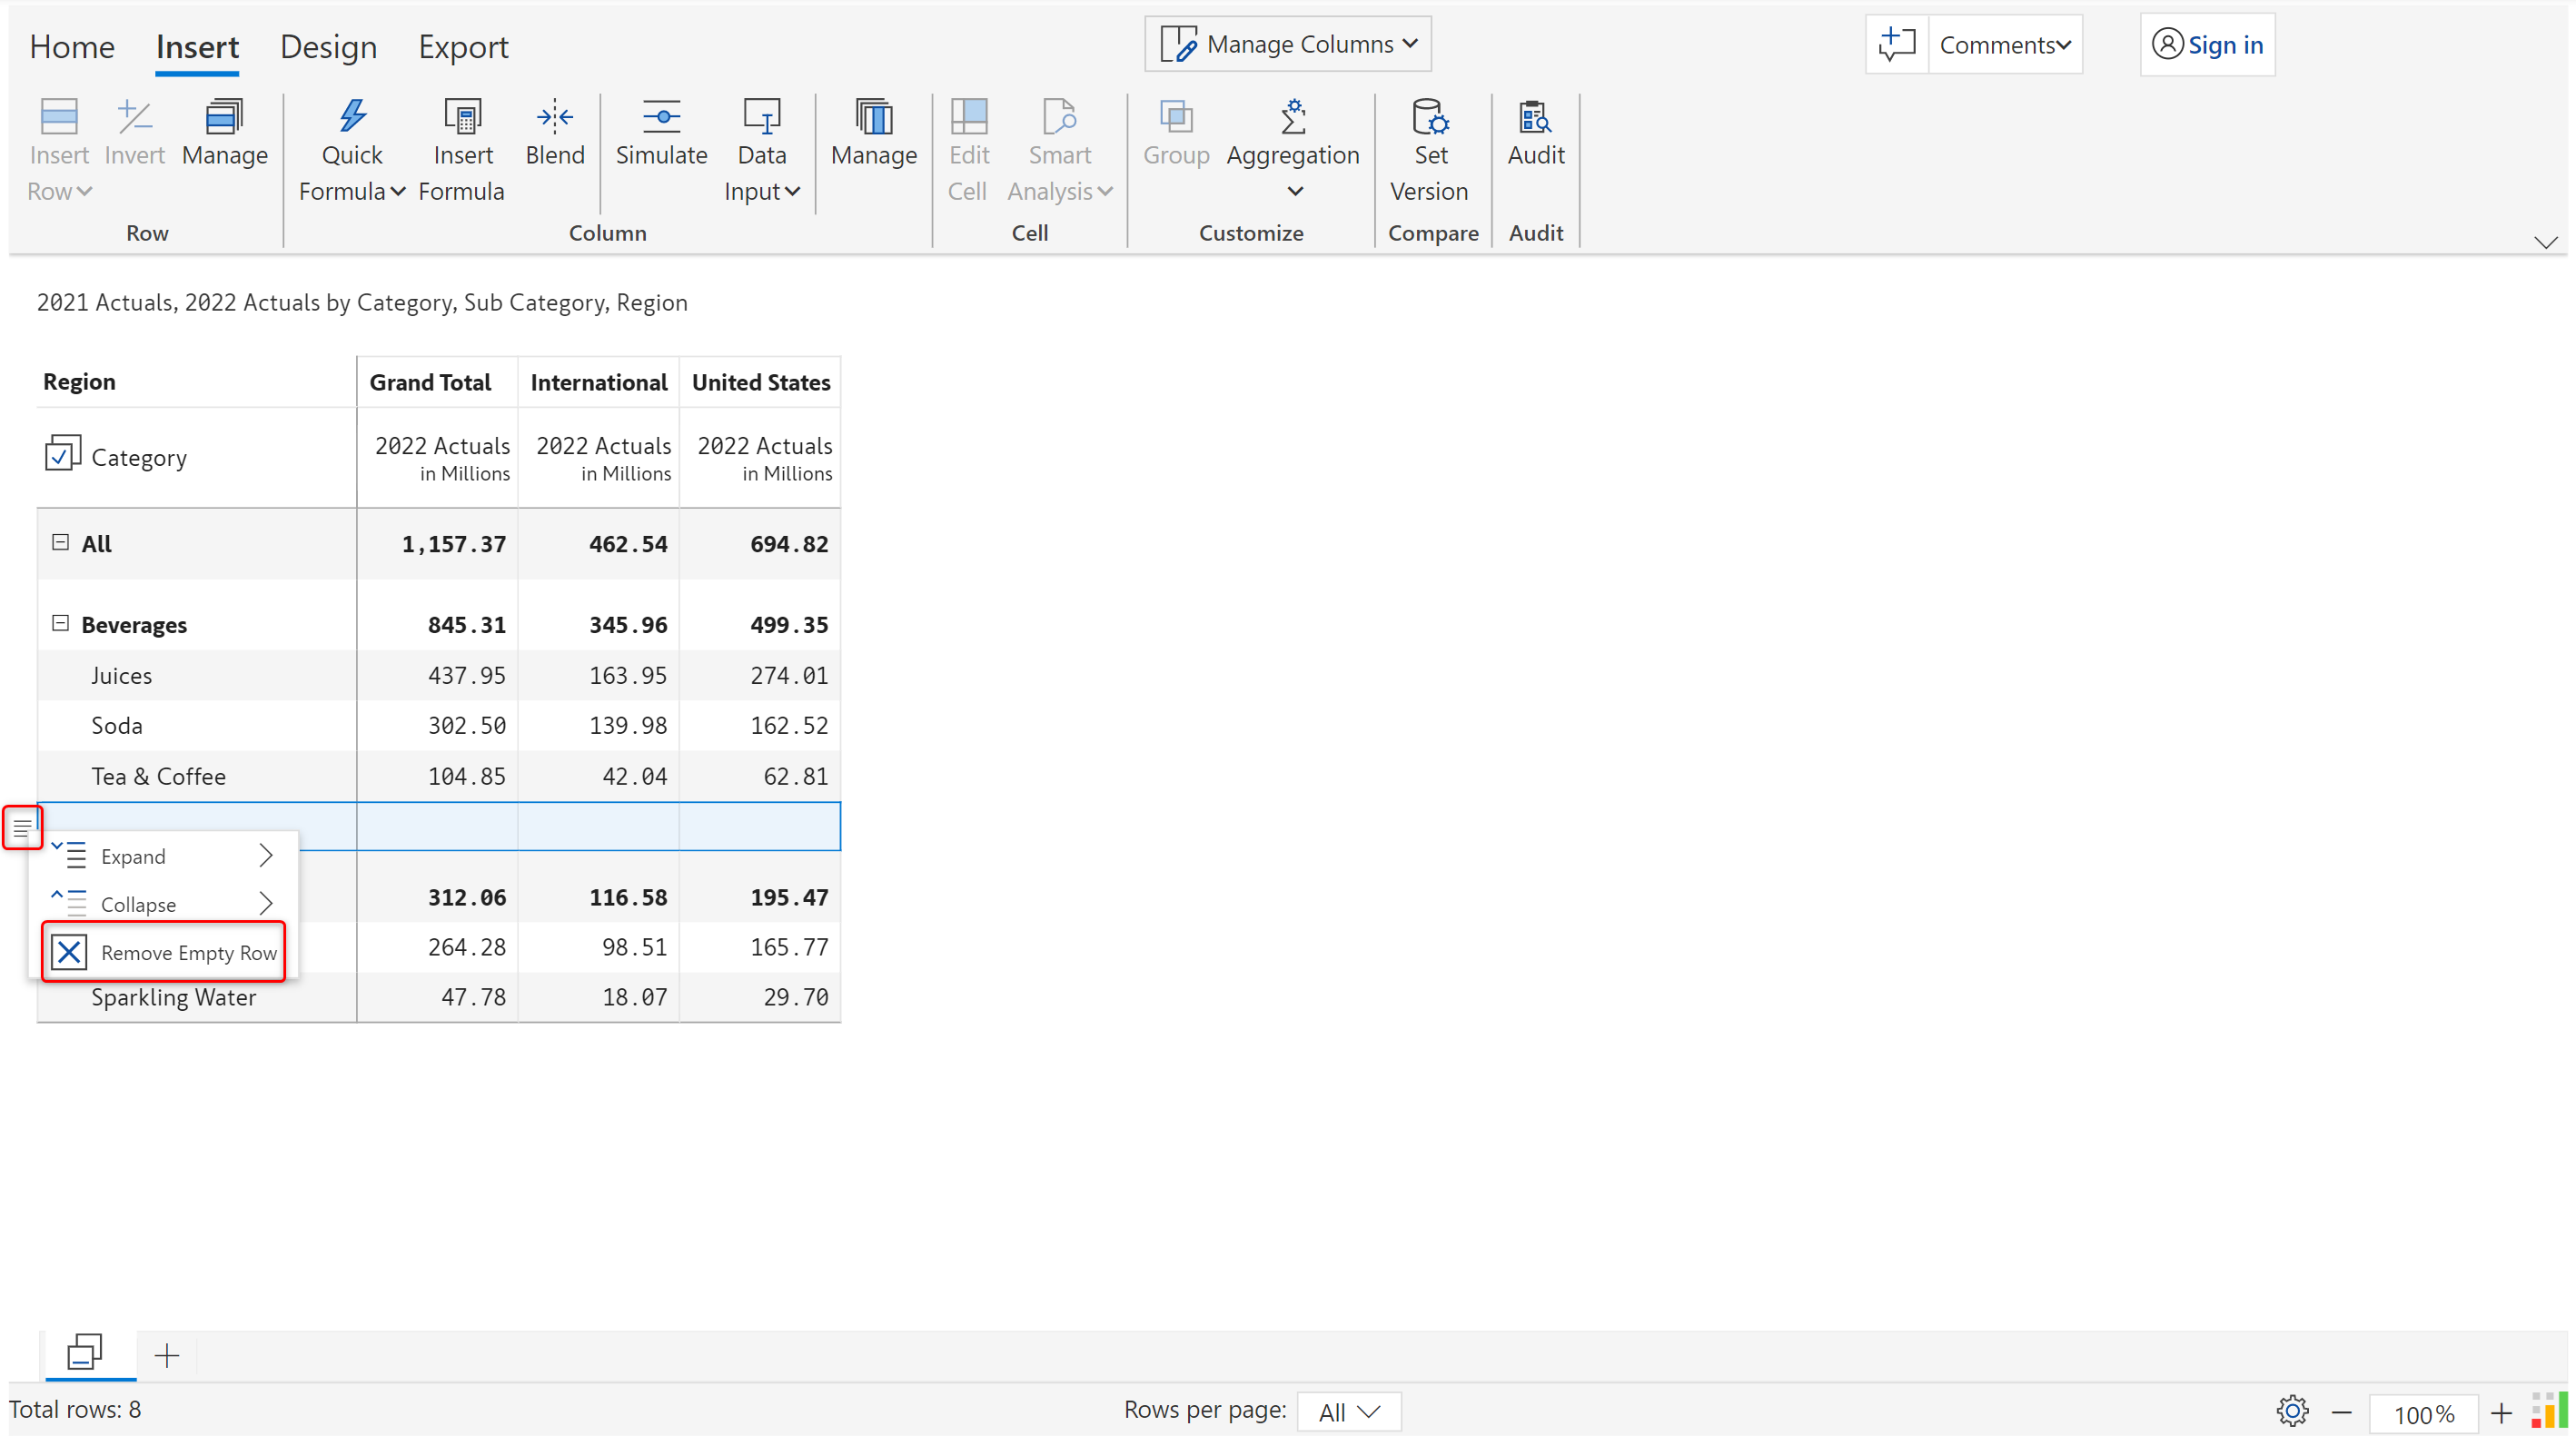 Home Insert Design Export Manage Columns Comments Sign in
Insert Row Invert Manage Quick Formula Insert Formula Blend Simulate Data Input Manage Edit Cell Smart Analysis Group Aggregation Set Version Audit
Row Column Cell Customize Compare Audit
2021 Actuals, 2022 Actuals by Category, Sub Category, Region
Region Grand Total International United States
Category 2022 Actuals 2022 Actuals 2022 Actuals
in Millions in Millions in Millions
All 1,157.37 462.54 694.82
Beverages 845.31 345.96 499.35
Juices 437.95 163.95 274.01
Soda 302.50 139.98 162.52
Tea & Coffee 104.85 42.04 62.81
Expand
Collapse 312.06 116.58 195.47
Remove Empty Row 264.28 98.51 165.77
Sparkling Water 47.78 18.07 29.70
Total rows: 8 Rows per page: All 100%